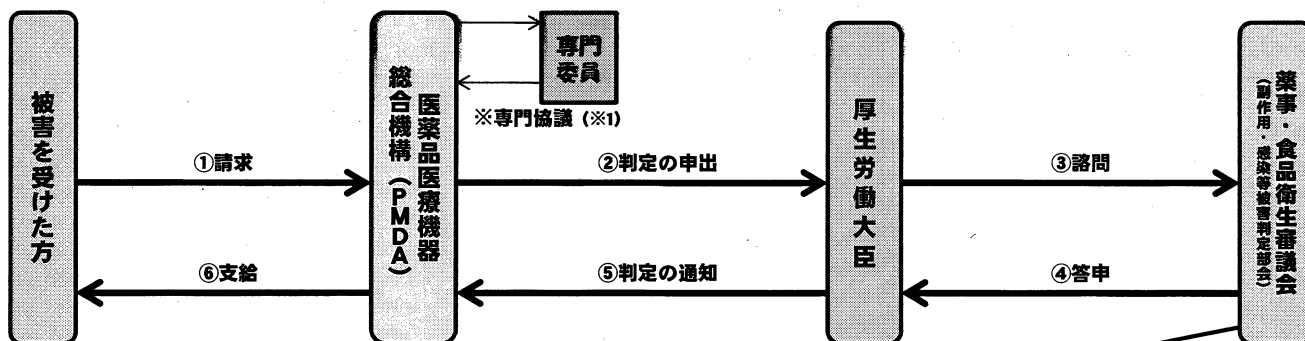 被害を受けた方
医薬品医療機器
総合機構（PMDA）
専門
委員
※専門協議（※1）
①請求
⑥支給
②判定の申出
⑤判定の通知
厚生労働大臣
③諮問
④答申
薬事・食品衛生審議会
（副作用・感染等被害判定部会）